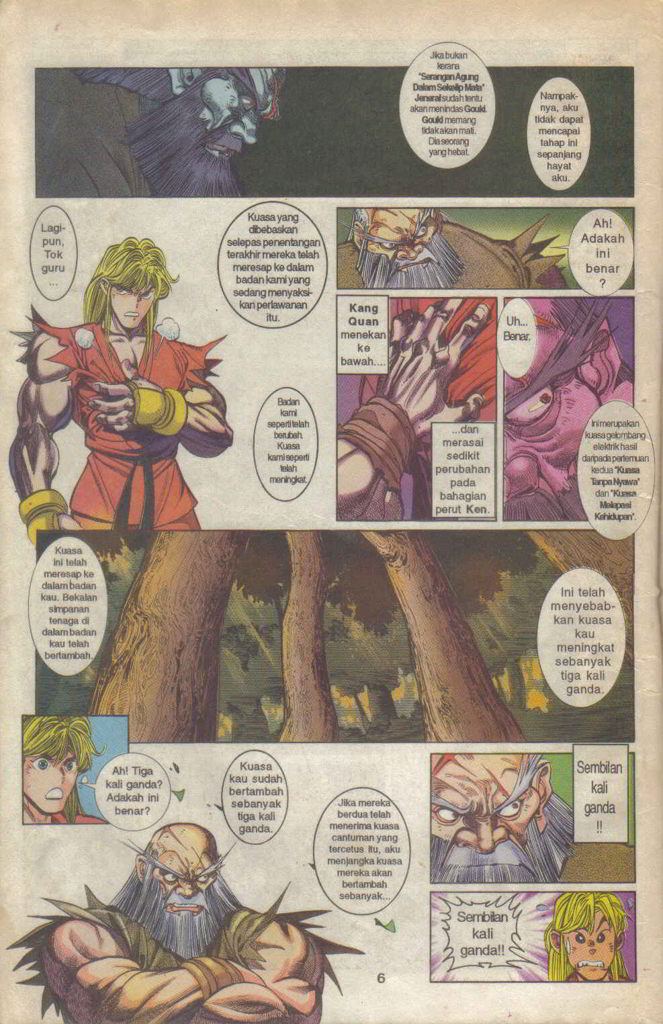 Jika bukan
kerana
"Serangan Agung
Dalam Sekelip Mata"
Jeneral sudah tentu
akan menindas Gouki.
Gouki memang
tidak akan mati.
Dia seorang
yang hebat.
Nampak-
nya, aku
tidak dapat
mencapai
tahap ini
sepanjang
hayat
aku.
Lagi-
pun,
Tok
guru
...
Kuasa yang
dibebaskan
selepas penentangan
terakhir mereka telah
meresap ke dalam
badan kami yang
sedang menyaksi-
kan perlawanan
itu.
Ah!
Adakah
ini
benar
?
Kang
Quan
menekan
ke
bawah....
Uh...
Benar.
Badan
kami
seperti telah
berubah.
Kuasa
kami
seperti
telah
meningkat.
...dan
merasai
sedikit
perubahan
pada
bahagian
perut Ken.
Ini merupakan
kuasa gelombang
elektrik hasil
daripada pertemuan
kedua "Kuasa
Tanpa Nyawa"
dan "Kuasa
Melepasi
Kehidupan".
Kuasa
ini telah
meresap ke
dalam badan
kau. Bekalan
simpanan
tenaga di
dalam badan
kau telah
bertambah.
Ini telah
menyebab-
kan kuasa
kau
meningkat
sebanyak
tiga kali
ganda.
Ah! Tiga
kali ganda?
Adakah ini
benar?
Kuasa
kau sudah
bertambah
sebanyak
tiga kali
ganda.
Jika mereka
berdua telah
menerima kuasa
cantuman yang
tercetus itu, aku
menjangka kuasa
mereka akan
bertambah
sebanyak...
Sembilan
kali
ganda
!!
Sembilan
kali
ganda!!
6